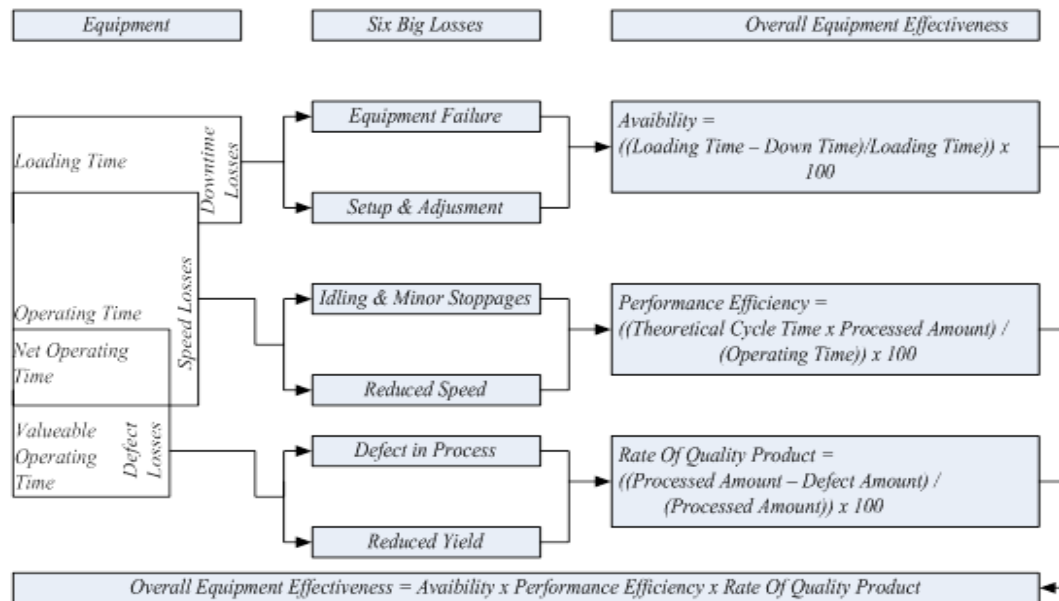 Equipment
Six Big Losses
Overall Equipment Effectiveness
Loading Time
Downtime
Losses
Equipment Failure
Setup & Adjusment
Avaibility =
((Loading Time – Down Time)/Loading Time)) x
100
Operating Time
Speed Losses
Idling & Minor Stoppages
Reduced Speed
Performance Efficiency =
((Theoretical Cycle Time x Processed Amount) /
(Operating Time)) x 100
Net Operating
Time
Valueable
Operating
Time
Defect
Losses
Defect in Process
Reduced Yield
Rate Of Quality Product =
((Processed Amount – Defect Amount) /
(Processed Amount)) x 100
Overall Equipment Effectiveness = Avaibility x Performance Efficiency x Rate Of Quality Product